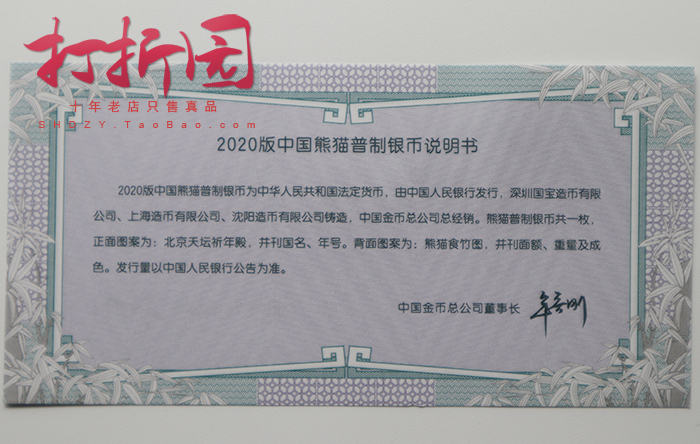 打折园
十年老店只售真品
SHDZY.TaoBao.com
2020版中国熊猫普制银币说明书
2020版中国熊猫普制银币为中华人民共和国法定货币，由中国人民银行发行，深圳国宝造币有限
公司、上海造币有限公司、沈阳造币有限公司铸造，中国金币总公司总经销。熊猫普制银币共一枚，
正面图案为：北京天坛祈年殿，并刊国名、年号。背面图案为：熊猫食竹图，并刊面额、重量及成
色。发行量以中国人民银行公告为准。
中国金币总公司董事长